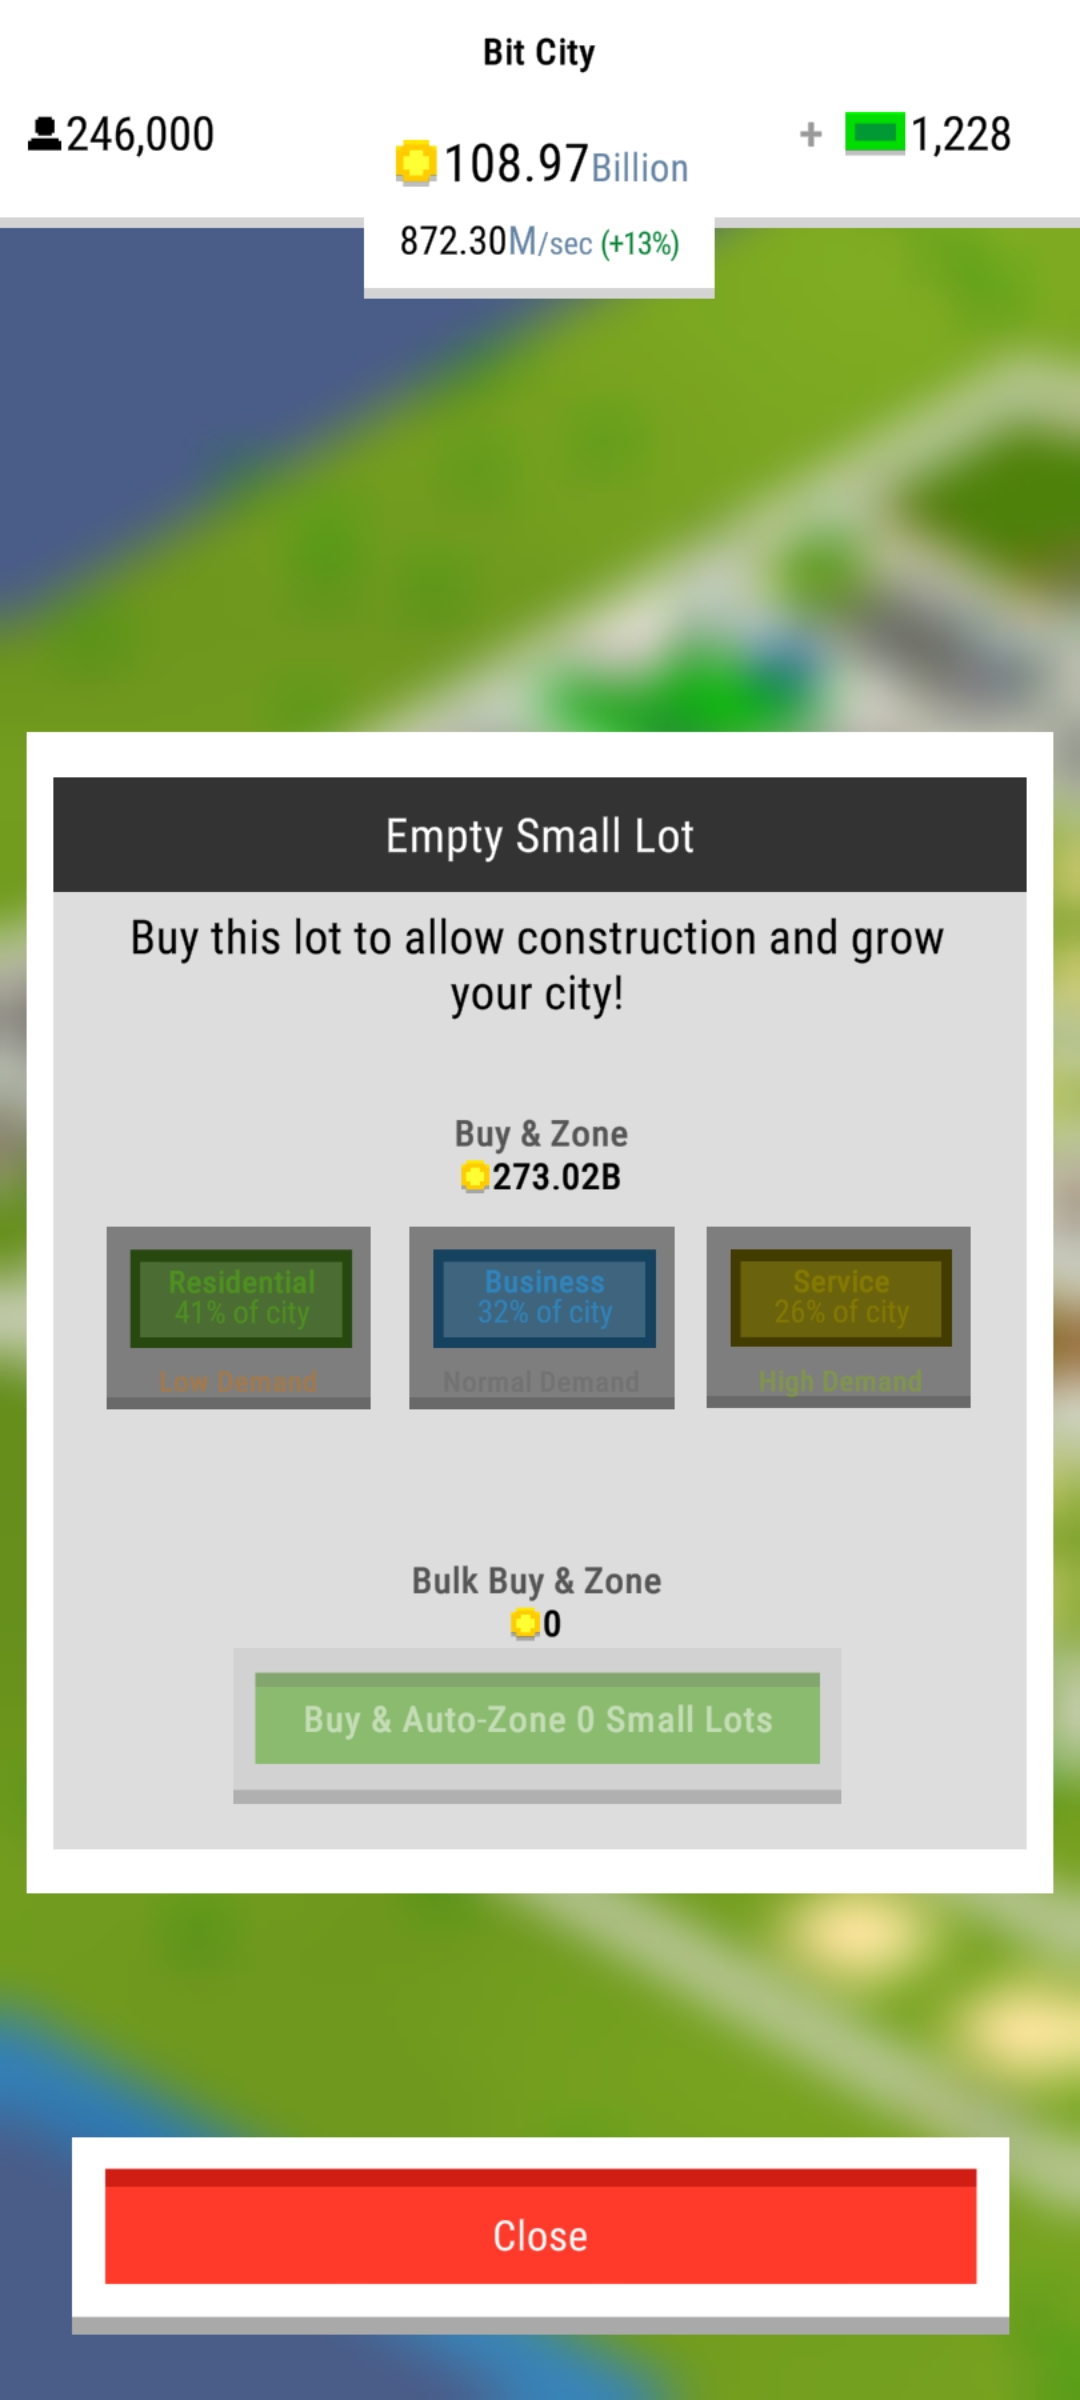 Bit City
246,000
108.97Billion
+ 1,228
872.30M/sec (+13%)
Empty Small Lot
Buy this lot to allow construction and grow
your city!
Buy & Zone
273.02B
Residential
41% of city
Low Demand
Business
32% of city
Normal Demand
Service
26% of city
High Demand
Bulk Buy & Zone
0
Buy & Auto-Zone 0 Small Lots
Close